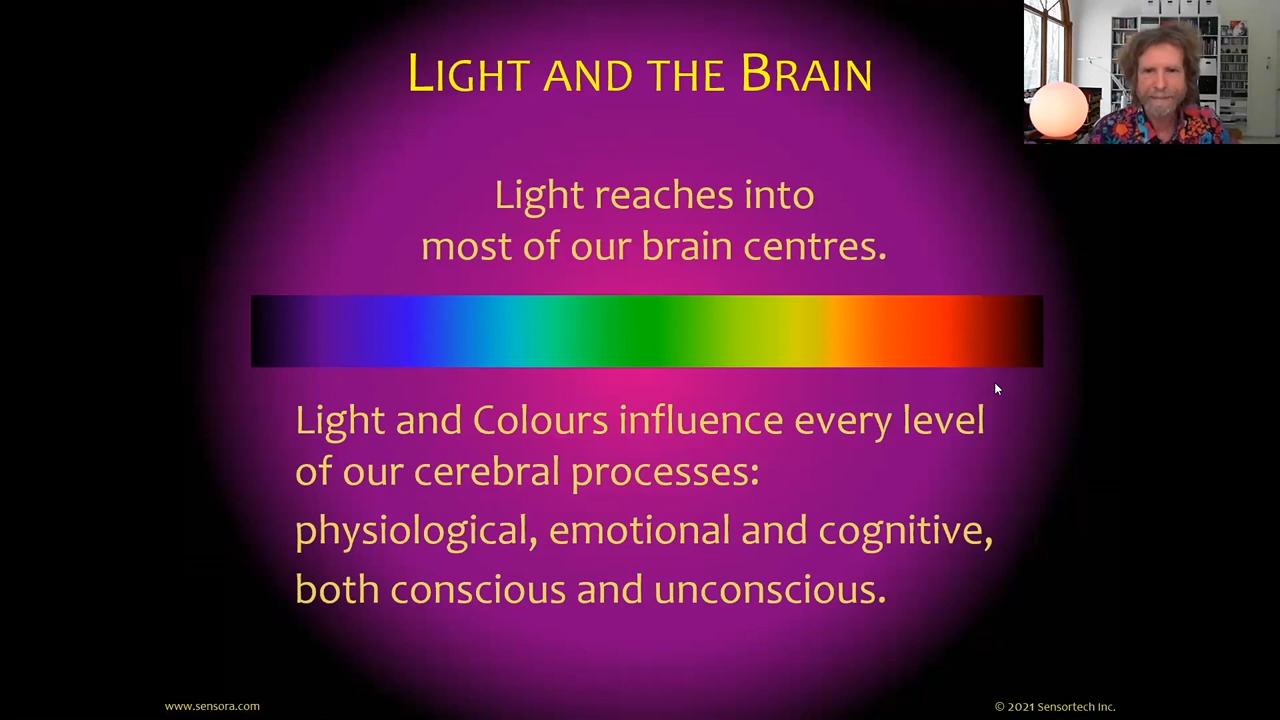 Light and the Brain
Light reaches into
most of our brain centres.
Light and Colours influence every level
of our cerebral processes:
physiological, emotional and cognitive,
both conscious and unconscious.
www.sensora.com
© 2021 Sensortech Inc.